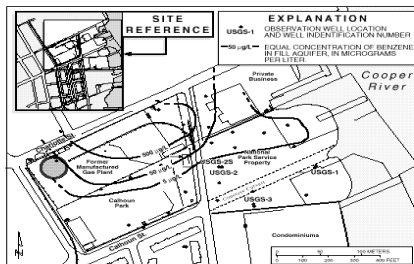 SITE
REFERENCE
EXPLANATION
USGS-1
OBSERVATION WELL LOCATION
AND WELL INDENTIFICATION NUMBER
50 µg/L
EQUAL CONCENTRATION OF BENZENE
IN FILL AQUIFER, IN MICROGRAMS
PER LITER.
Private
Business
Cooper
River
Charlotte St.
Former
Manufactured
Gas Plant
500 µg/L
50 µg/L
5 µg/L
National
Park Service
Property
USGS-2S
USGS-2
USGS-1
USGS-3
Calhoun
Park
Calhoun St.
Condominiums
N
0 50 100 METERS
0 100 200 300 400 FEET